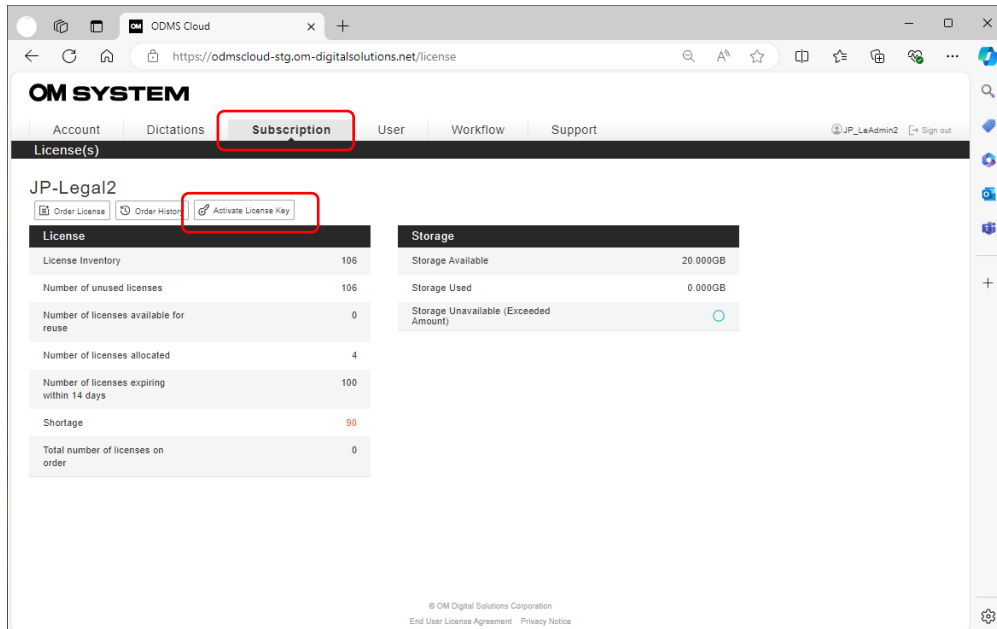 OM ODMS Cloud
https://odmscloud-stg.om-digitalsolutions.net/license
OM SYSTEM
Account Dictations Subscription User Workflow Support JP_LeAdmin2 Sign out
License(s)
JP-Legal2
Order License Order History Activate License Key
License
License Inventory 106
Number of unused licenses 106
Number of licenses available for
reuse 0
Number of licenses allocated 4
Number of licenses expiring
within 14 days 100
Shortage 90
Total number of licenses on
order 0
Storage
Storage Available 20.000GB
Storage Used 0.000GB
Storage Unavailable (Exceeded
Amount)
© OM Digital Solutions Corporation
End User License Agreement Privacy Notice